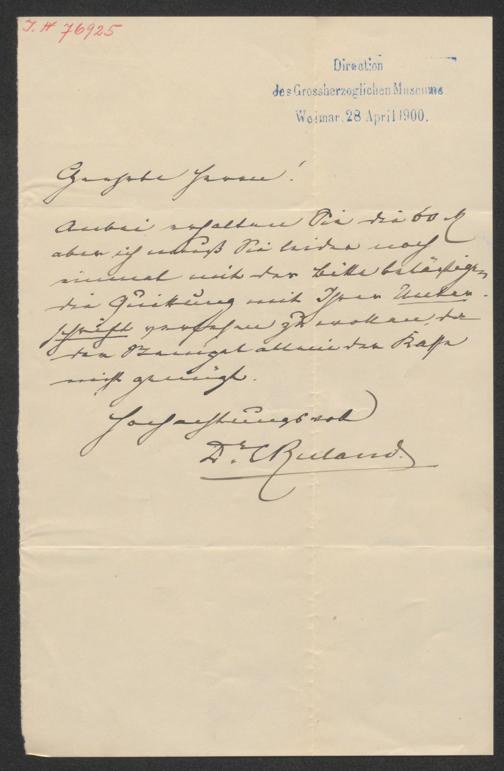 I.N 76925
Direction
des Grossherzoglichen Museums
Weimar, 28 April 1900.
Geehrte Herren!
Anbei erhalten Sie die 60 M
aber ich muß Sie leider noch
einmal mit der Bitte belästigen,
die Quittung mit Ihrer Unter-
schrift versehen zu wollen, da
der Stempel allein der Kasse
nicht genügt.
Hochachtungsvoll
Dr. C Ruland.